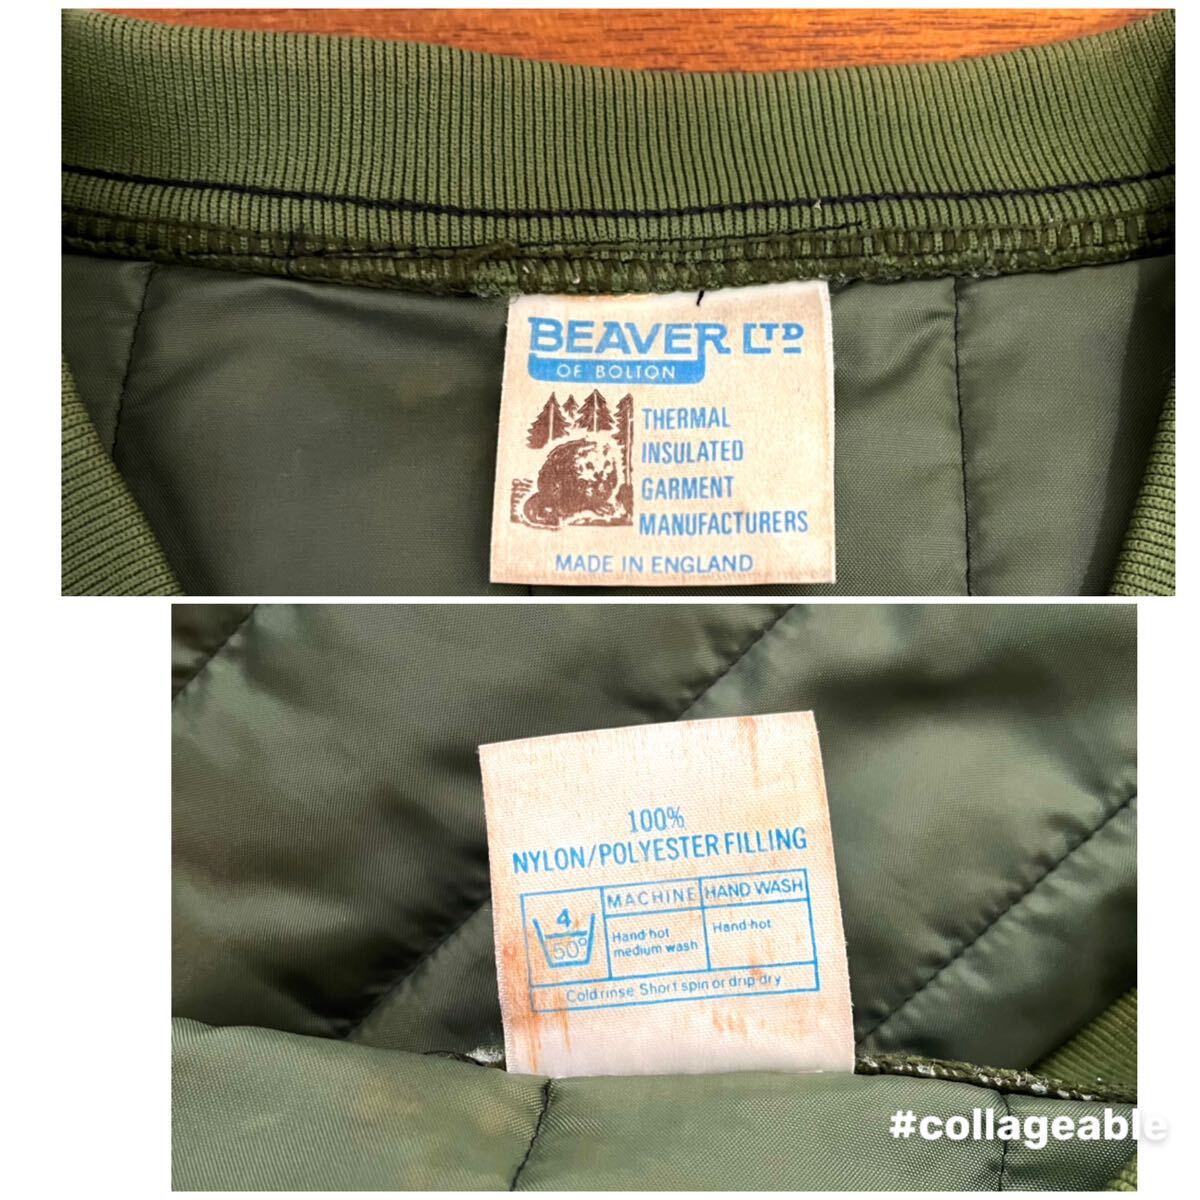 BEAVER LTD
OF BOLTON
THERMAL
INSULATED
GARMENT
MANUFACTURERS
MADE IN ENGLAND
100%
NYLON/POLYESTER FILLING
MACHINE HAND WASH
4
50°
Hand-hot
medium wash
Hand-hot
Cold rinse Short spin or drip dry
#collageable